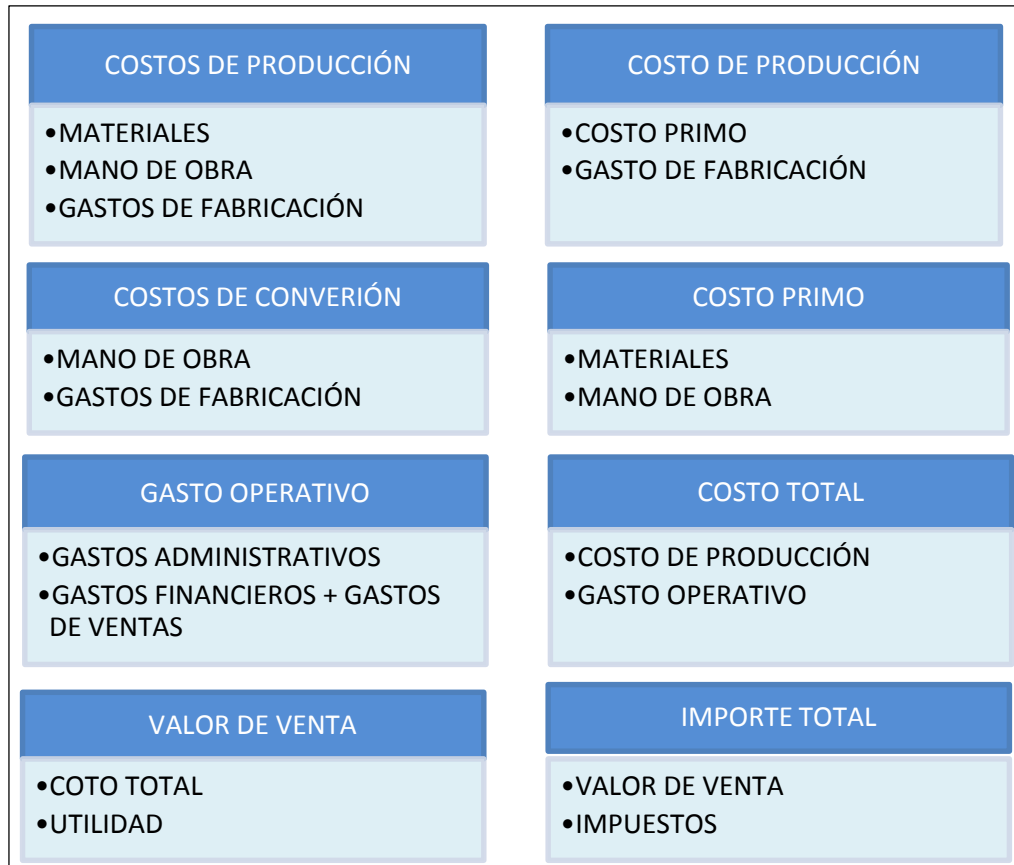 COSTOS DE PRODUCCIÓN
•MATERIALES
•MANO DE OBRA
•GASTOS DE FABRICACIÓN
COSTO DE PRODUCCIÓN
•COSTO PRIMO
•GASTO DE FABRICACIÓN
COSTOS DE CONVERIÓN
•MANO DE OBRA
•GASTOS DE FABRICACIÓN
COSTO PRIMO
•MATERIALES
•MANO DE OBRA
GASTO OPERATIVO
•GASTOS ADMINISTRATIVOS
•GASTOS FINANCIEROS + GASTOS
DE VENTAS
COSTO TOTAL
•COSTO DE PRODUCCIÓN
•GASTO OPERATIVO
VALOR DE VENTA
•COTO TOTAL
•UTILIDAD
IMPORTE TOTAL
•VALOR DE VENTA
•IMPUESTOS